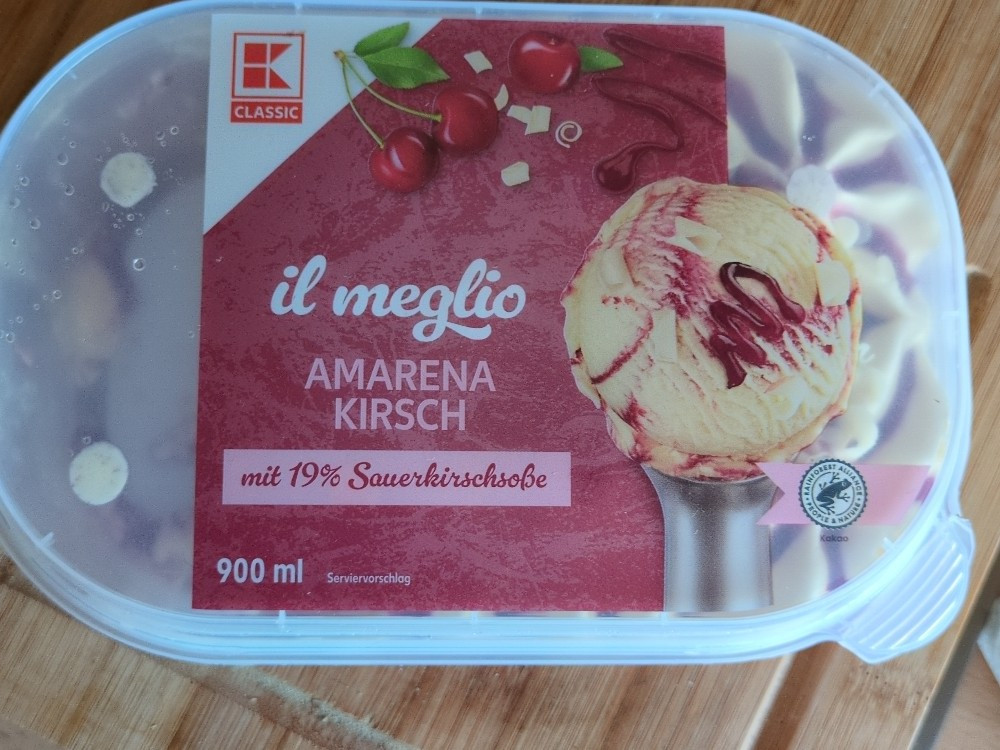 K
CLASSIC
il meglio
AMARENA
KIRSCH
mit 19% Sauerkirschsoße
900 ml
Serviervorschlag
RAINFOREST ALLIANCE
PEOPLE & NATURE
Kakao